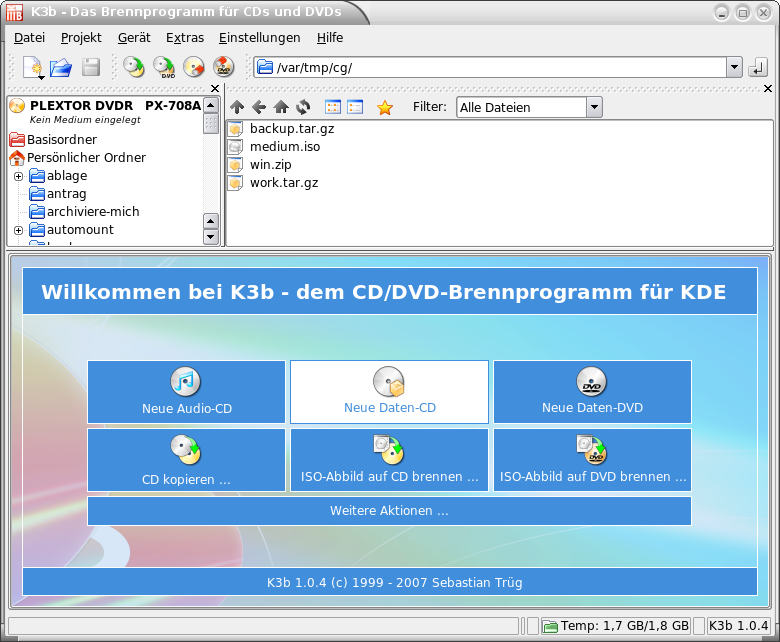 K3b - Das Brennprogramm für CDs und DVDs
Datei Projekt Gerät Extras Einstellungen Hilfe
/var/tmp/cg/
PLEXTOR DVDR PX-708A
Kein Medium eingelegt
Basisordner
Persönlicher Ordner
ablage
antrag
archiviere-mich
automount
Filter: Alle Dateien
backup.tar.gz
medium.iso
win.zip
work.tar.gz
Willkommen bei K3b - dem CD/DVD-Brennprogramm für KDE
Neue Audio-CD
Neue Daten-CD
DVD
Neue Daten-DVD
CD kopieren ...
ISO-Abbild auf CD brennen ...
ISO-Abbild auf DVD brennen ...
Weitere Aktionen ...
K3b 1.0.4 (c) 1999 - 2007 Sebastian Trüg
Temp: 1,7 GB/1,8 GB K3b 1.0.4